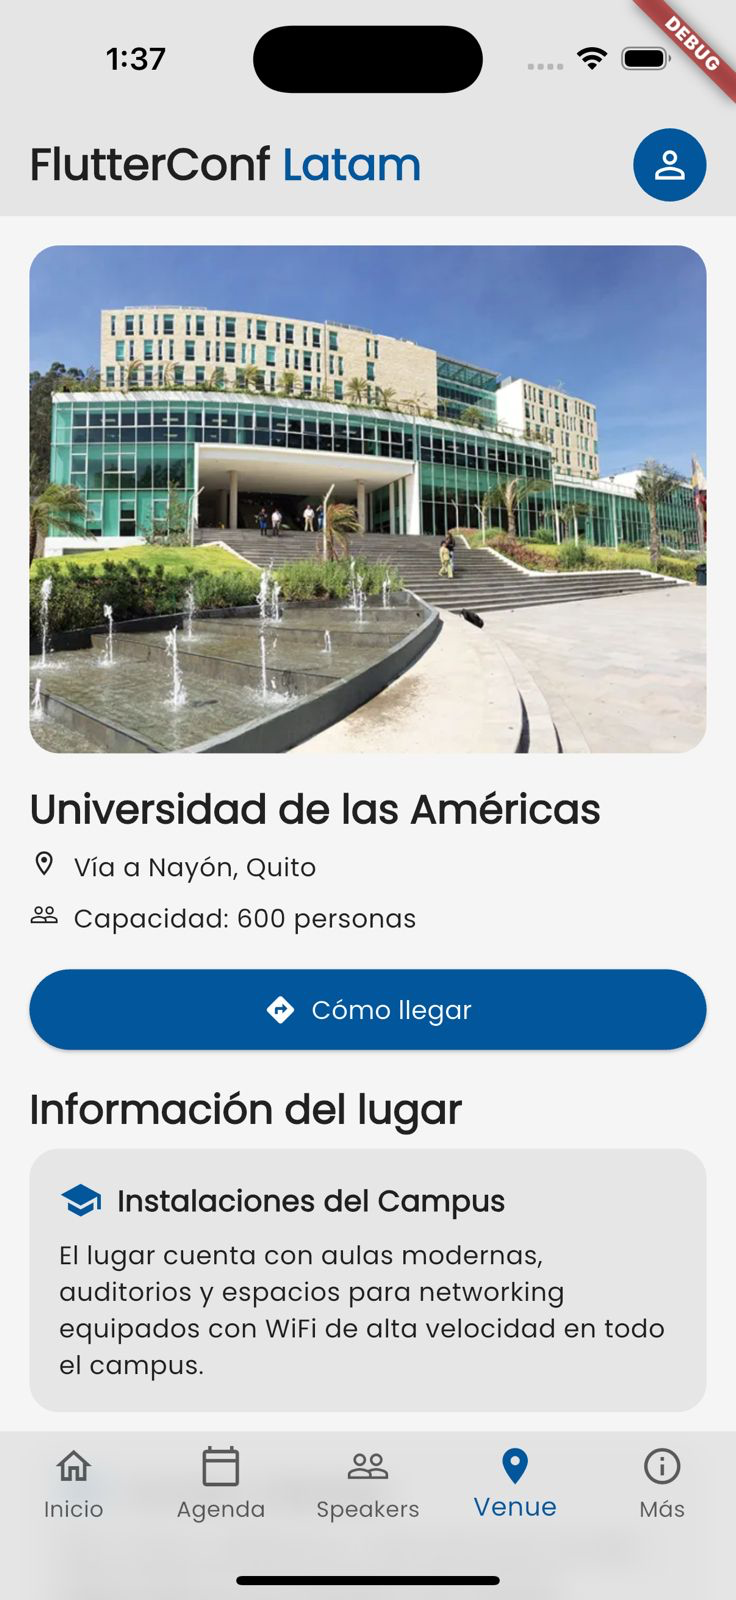 1:37
DEBUG
FlutterConf Latam
Universidad de las Américas
Vía a Nayón, Quito
Capacidad: 600 personas
Cómo llegar
Información del lugar
Instalaciones del Campus
El lugar cuenta con aulas modernas,
auditorios y espacios para networking
equipados con WiFi de alta velocidad en todo
el campus.
Inicio
Agenda
Speakers
Venue
Más